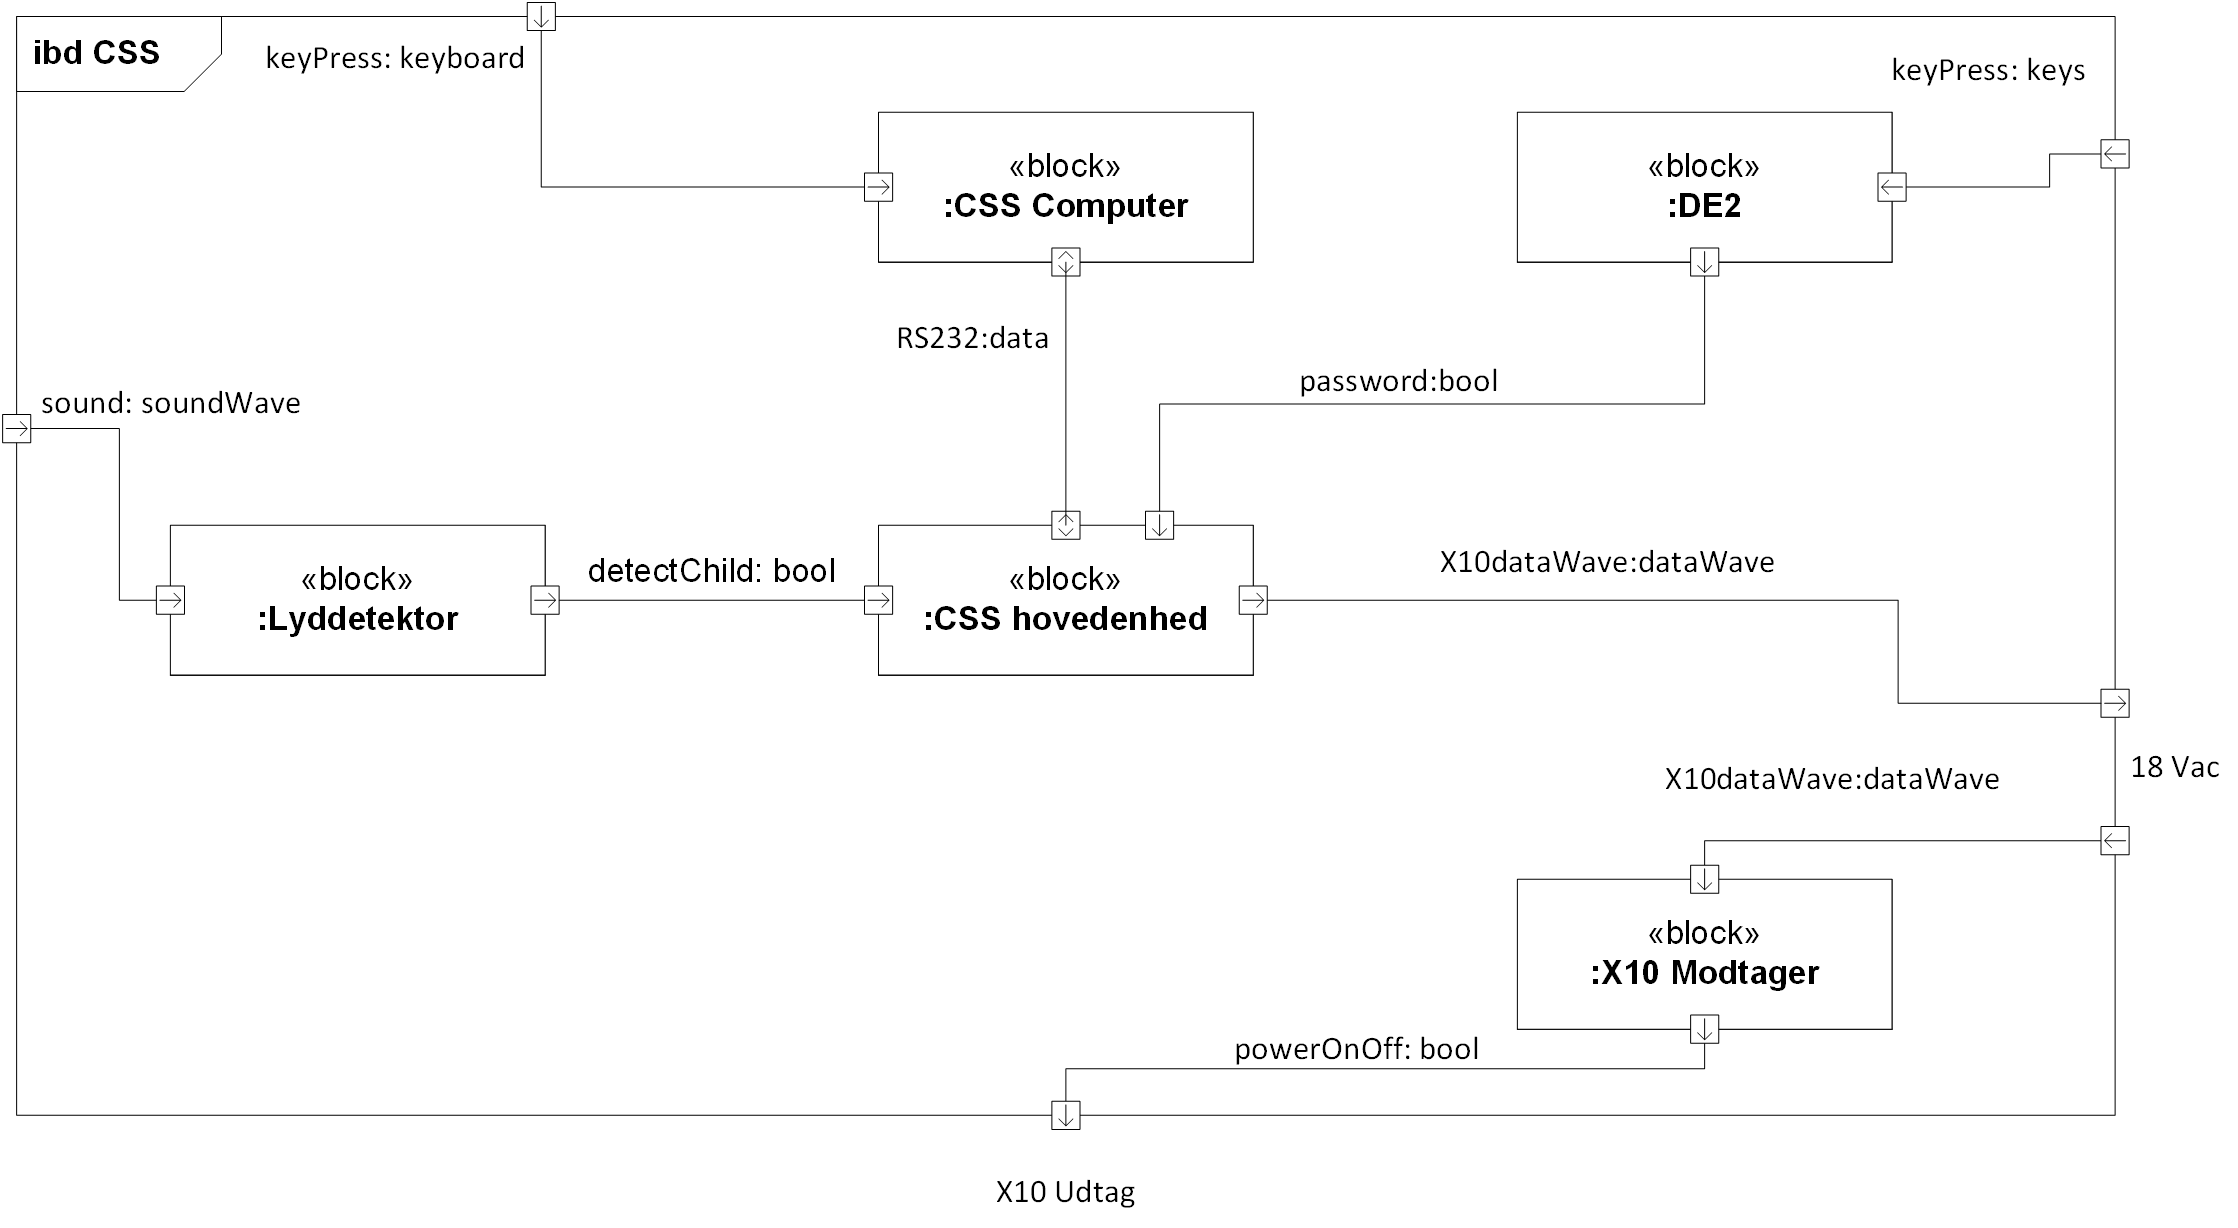 ibd CSS
keyPress: keyboard
keyPress: keys
«block»
:CSS Computer
«block»
:DE2
RS232:data
password:bool
sound: soundWave
«block»
:Lyddetektor
detectChild: bool
«block»
:CSS hovedenhed
X10dataWave:dataWave
18 Vac
X10dataWave:dataWave
«block»
:X10 Modtager
powerOnOff: bool
X10 Udtag